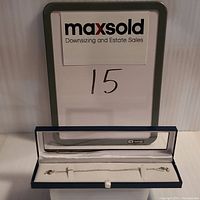 maxsold
Downsizing and Estate Sales
15